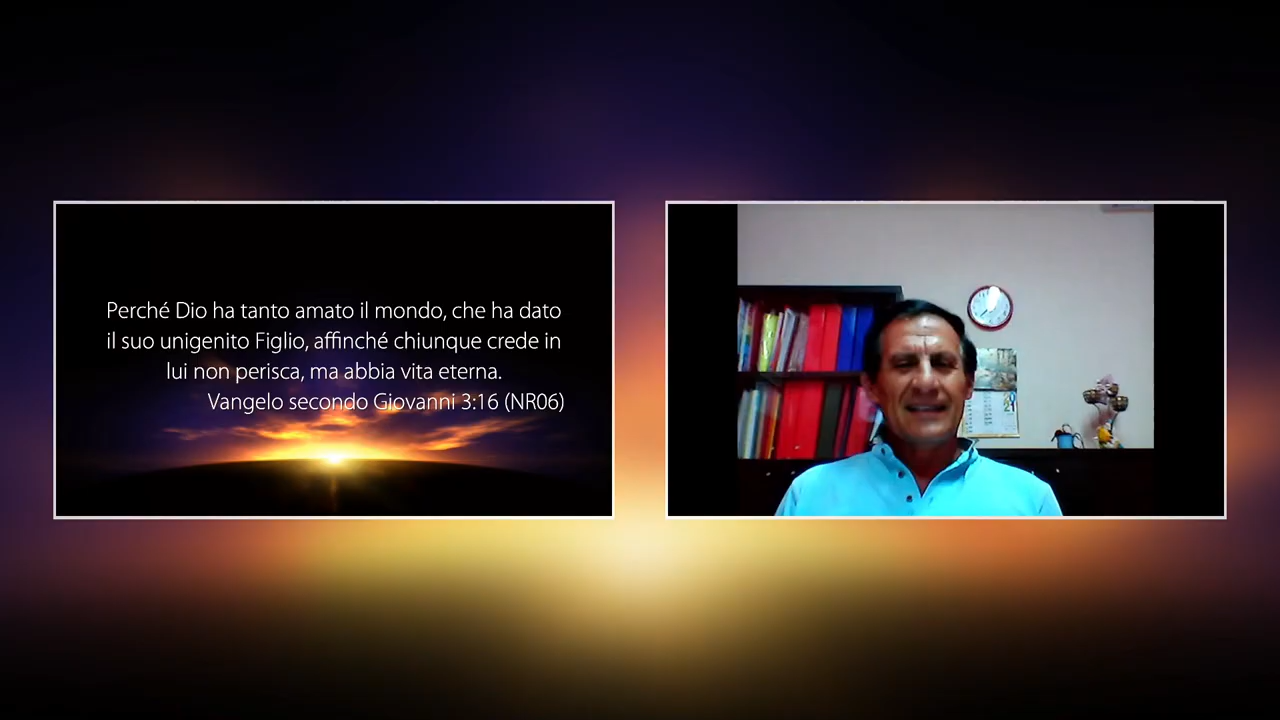 Perché Dio ha tanto amato il mondo, che ha dato
il suo unigenito Figlio, affinché chiunque crede in
lui non perisca, ma abbia vita eterna.
Vangelo secondo Giovanni 3:16 (NR06)